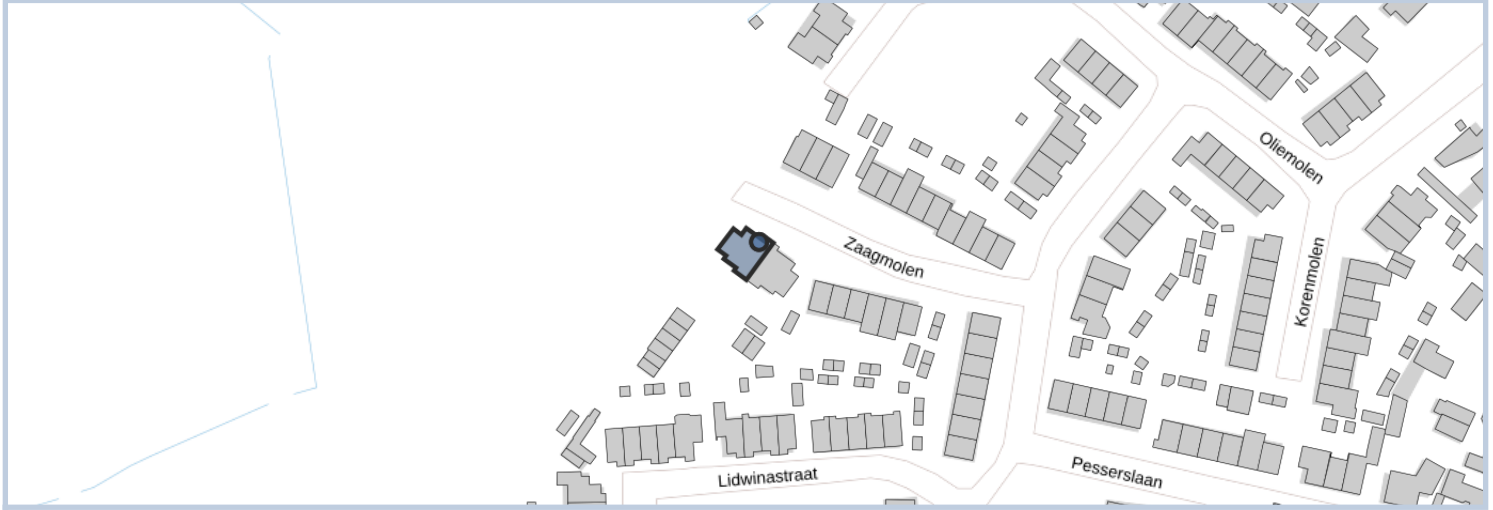 Oliemolen
Zaagmolen
Korenmolen
Pesserslaan
Lidwinastraat